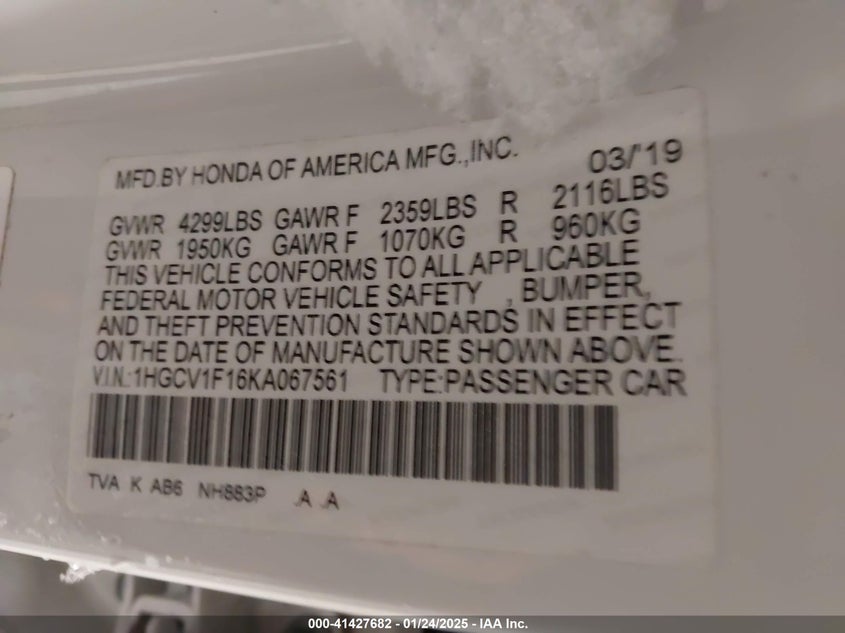 MFD.BY HONDA OF AMERICA MFG.,INC. 03/'19
GVWR 4299LBS GAWR F 2359LBS R 2116LBS
GVWR 1950KG GAWR F 1070KG R 960KG
THIS VEHICLE CONFORMS TO ALL APPLICABLE
FEDERAL MOTOR VEHICLE SAFETY , BUMPER,
AND THEFT PREVENTION STANDARDS IN EFFECT
ON THE DATE OF MANUFACTURE SHOWN ABOVE.
V.I.N.:1HGCV1F16KA067561 TYPE:PASSENGER CAR
TVA K AB6 NH883P .A .A
000-41427682 - 01/24/2025 - IAA Inc.